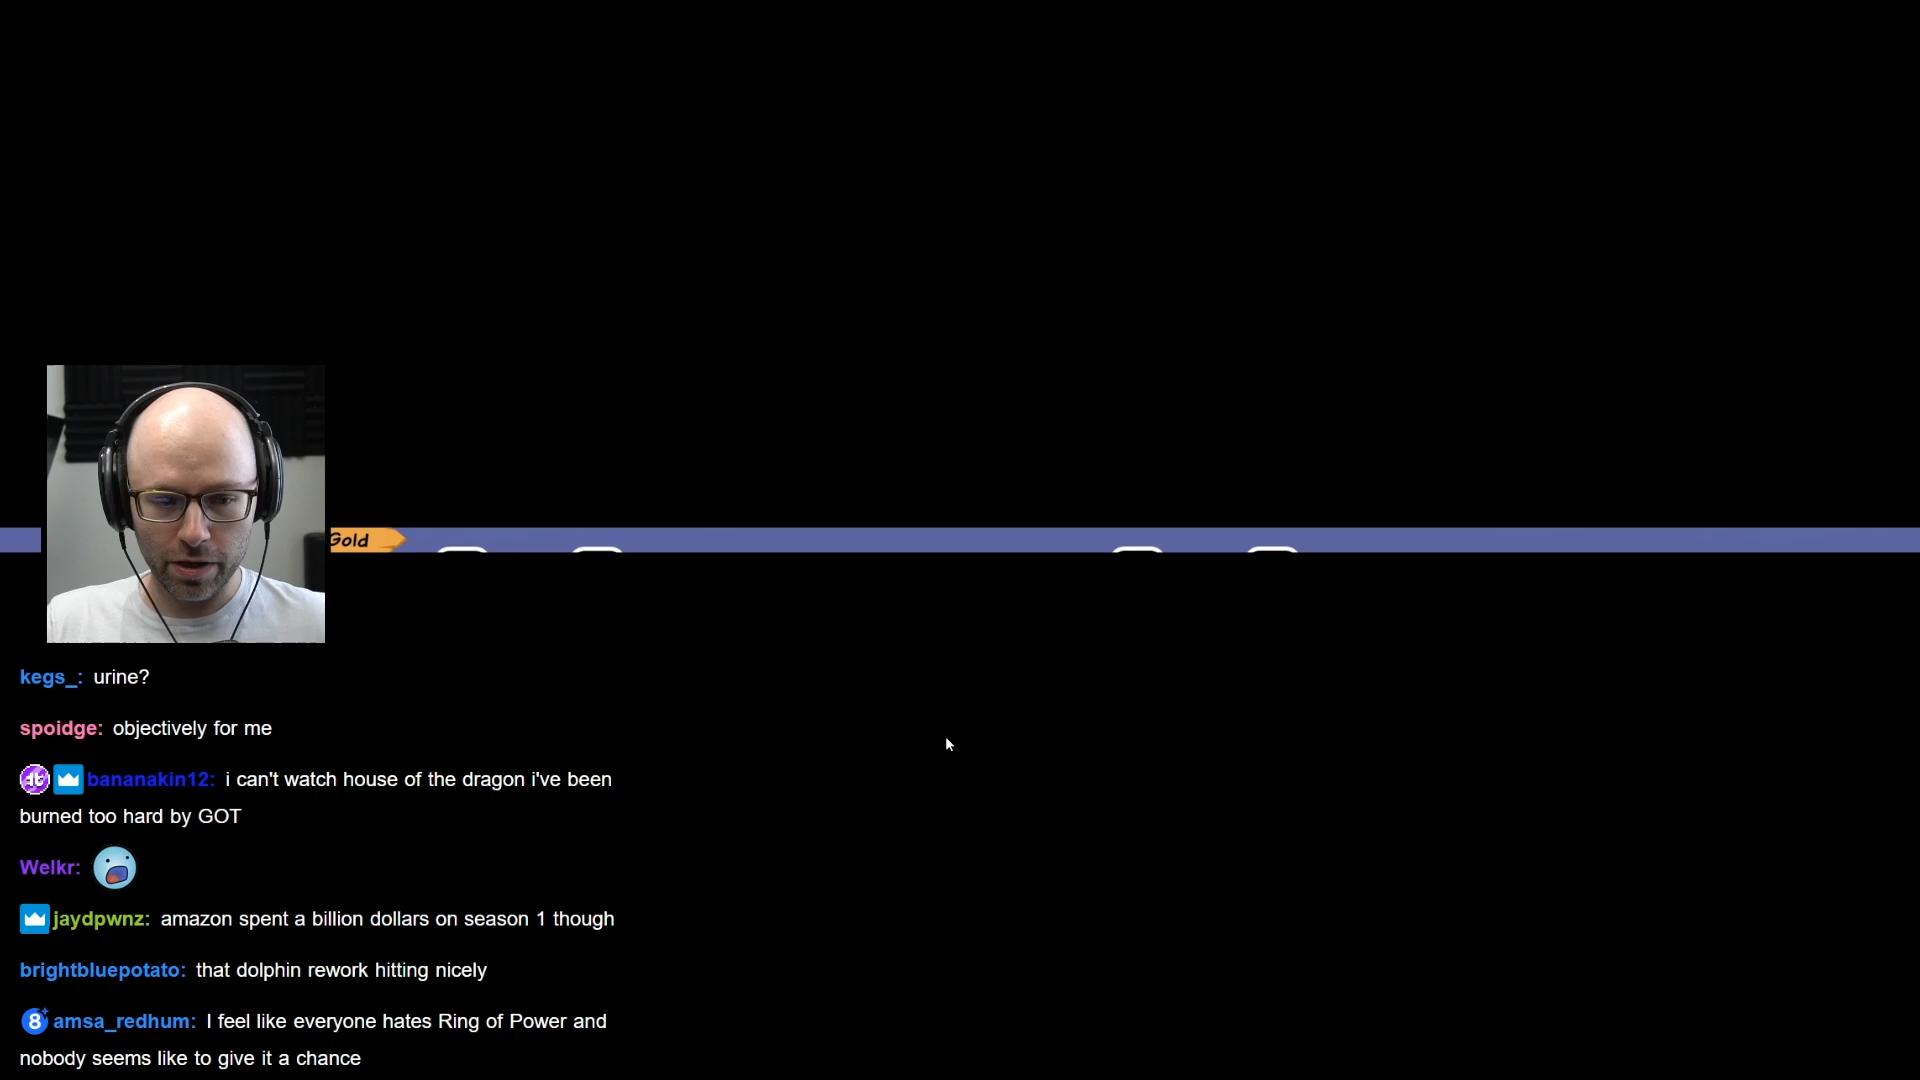 Gold
kegs_: urine?
spoidge: objectively for me
bananakin12: i can't watch house of the dragon i've been
burned too hard by GOT
Welkr:
jaydpwnz: amazon spent a billion dollars on season 1 though
brightbluepotato: that dolphin rework hitting nicely
8 amsa_redhum: I feel like everyone hates Ring of Power and
nobody seems like to give it a chance